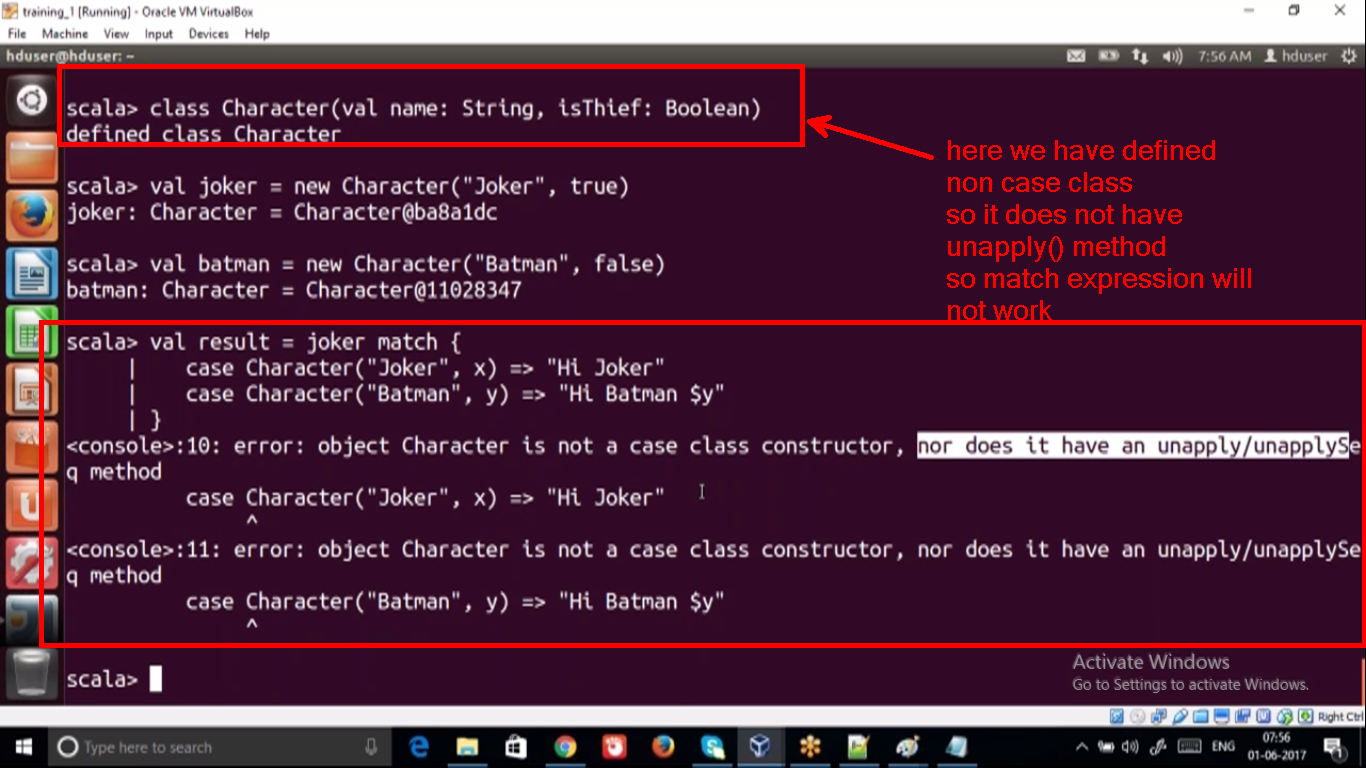 training_1 [Running] - Oracle VM VirtualBox
File Machine View Input Devices Help
hduser@hduser: ~
7:56 AM hduser
scala> class Character(val name: String, isThief: Boolean)
defined class Character
here we have defined
non case class
so it does not have
unapply() method
so match expression will
not work
scala> val joker = new Character("Joker", true)
joker: Character = Character@ba8a1dc
scala> val batman = new Character("Batman", false)
batman: Character = Character@11028347
scala> val result = joker match {
| case Character("Joker", x) => "Hi Joker"
| case Character("Batman", y) => "Hi Batman $y"
| }
<console>:10: error: object Character is not a case class constructor, nor does it have an unapply/unapplySe
q method
case Character("Joker", x) => "Hi Joker"
^
<console>:11: error: object Character is not a case class constructor, nor does it have an unapply/unapplySe
q method
case Character("Batman", y) => "Hi Batman $y"
^
scala>
Activate Windows
Go to Settings to activate Windows.
Right Ctrl
Type here to search
ENG
07:56
01-06-2017